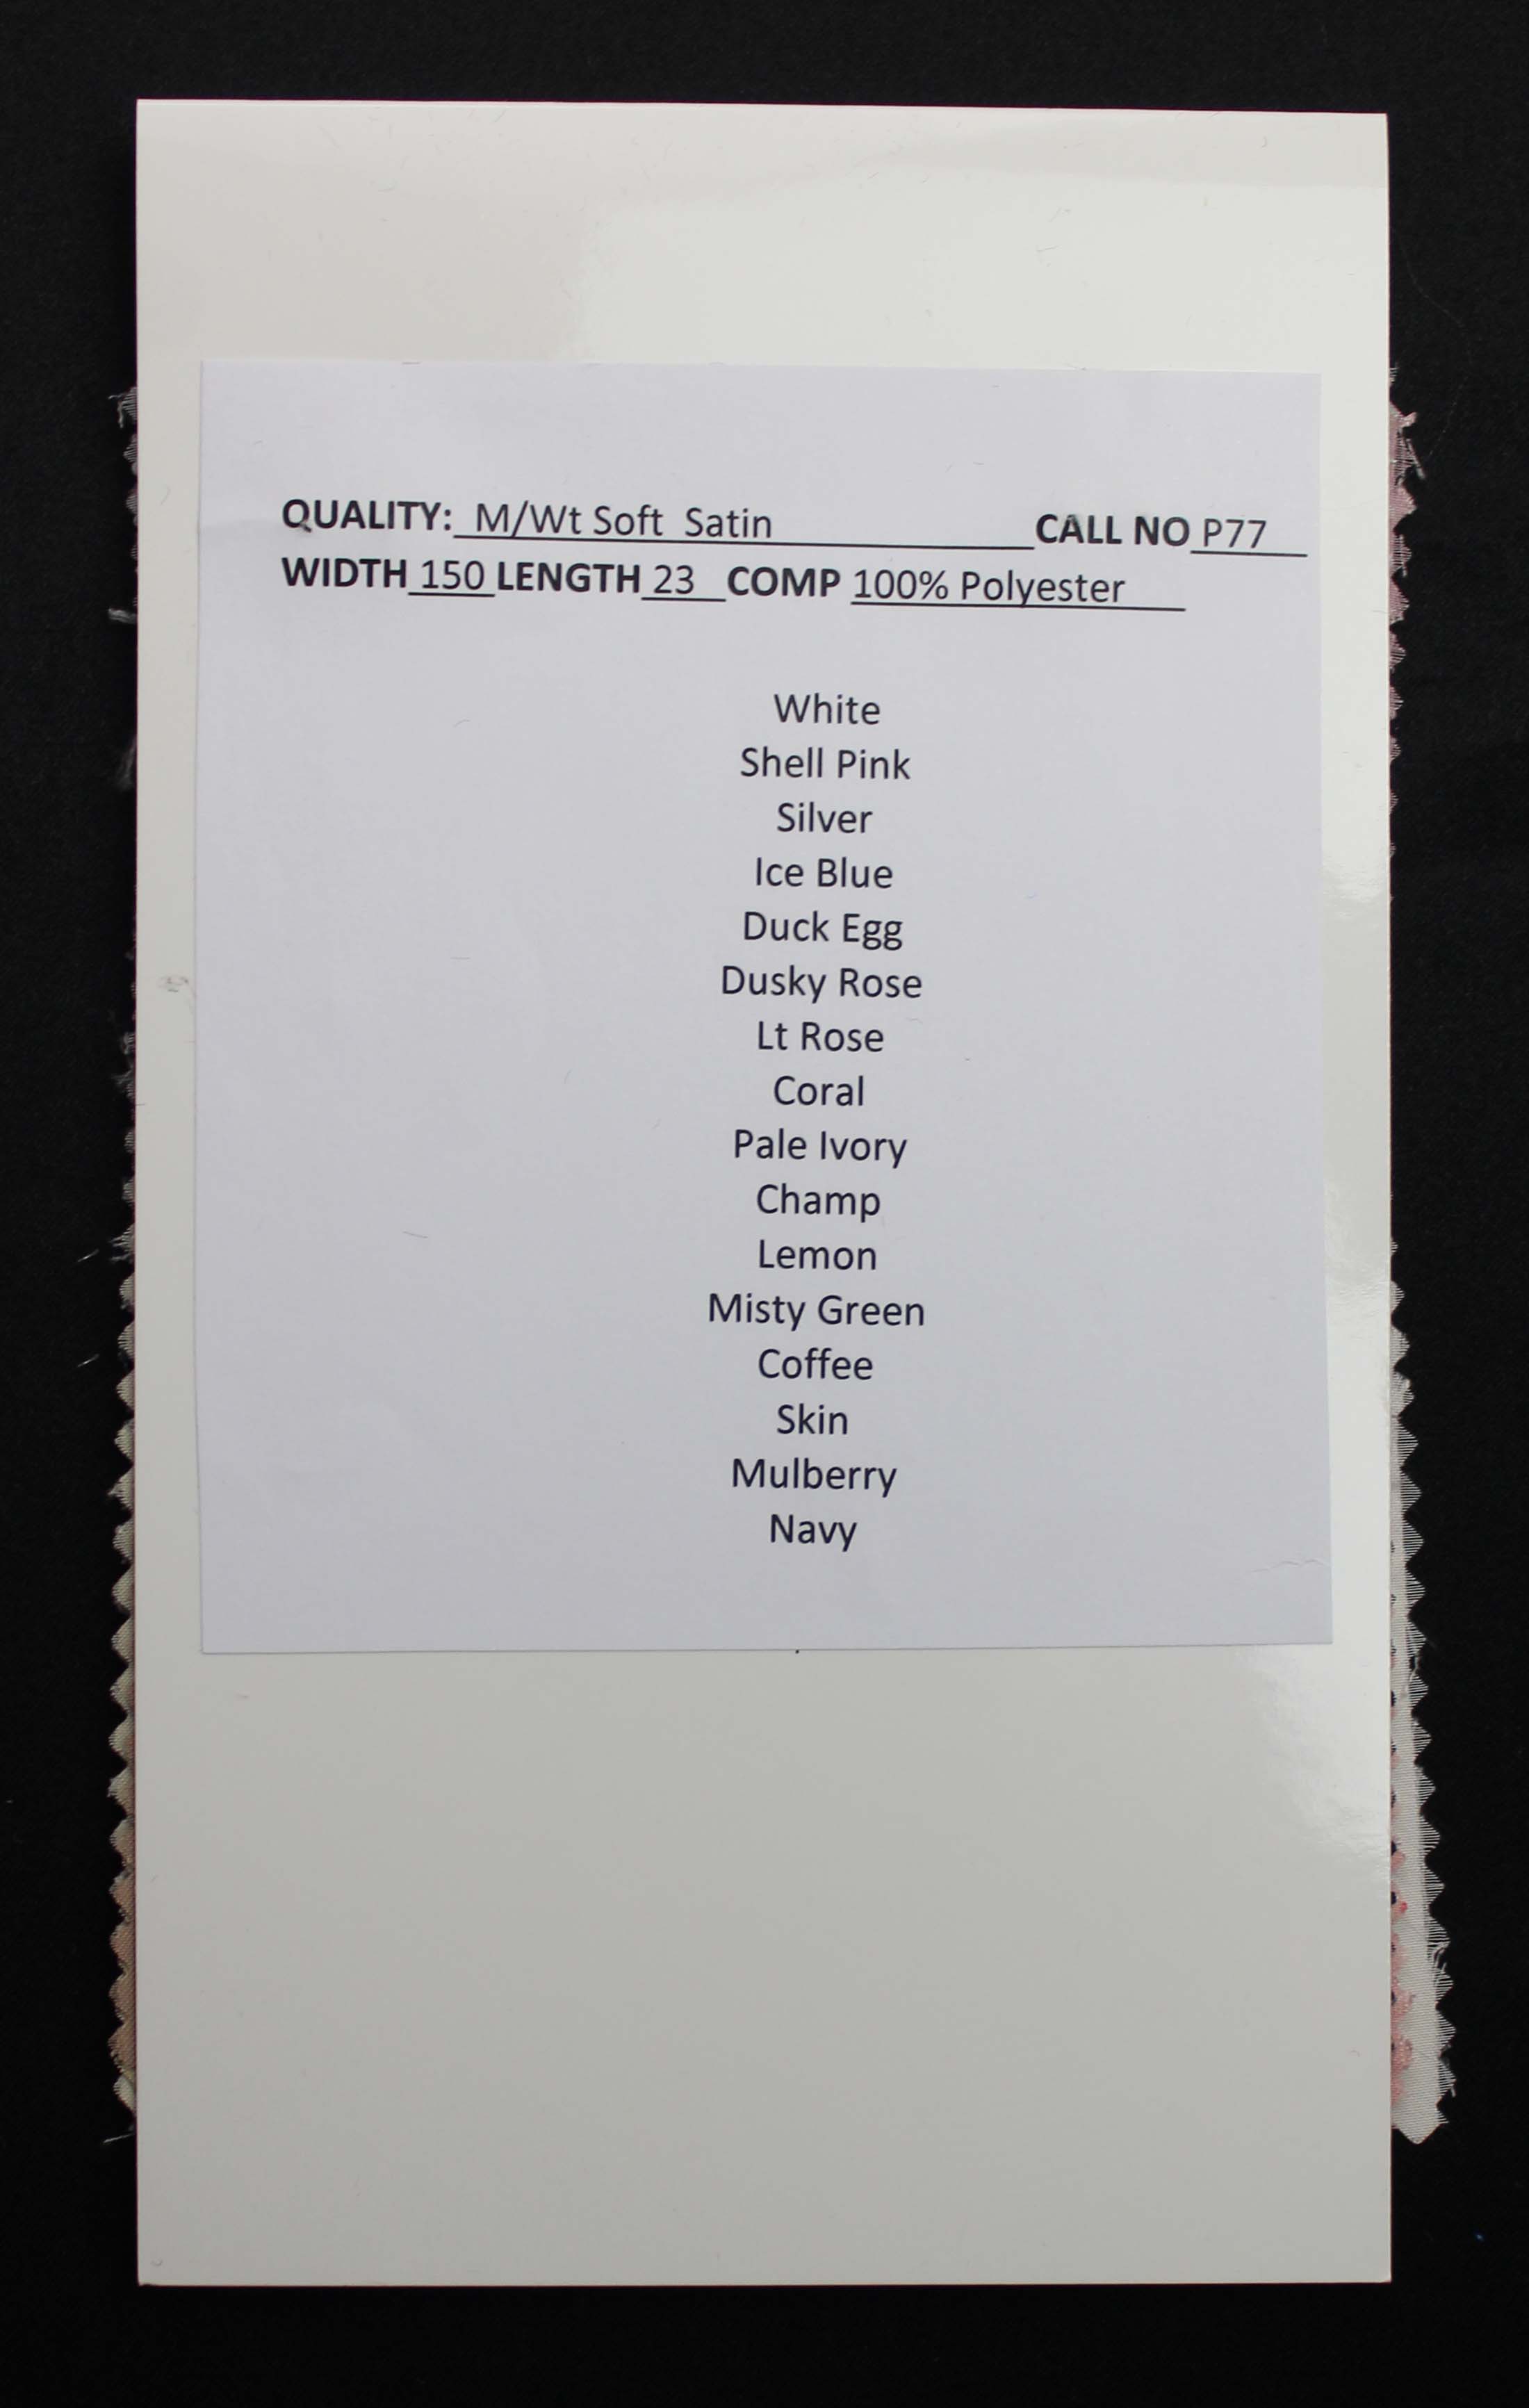 QUALITY: M/Wt Soft Satin CALL NO P77
WIDTH 150 LENGTH 23 COMP 100% Polyester
White
Shell Pink
Silver
Ice Blue
Duck Egg
Dusky Rose
Lt Rose
Coral
Pale Ivory
Champ
Lemon
Misty Green
Coffee
Skin
Mulberry
Navy